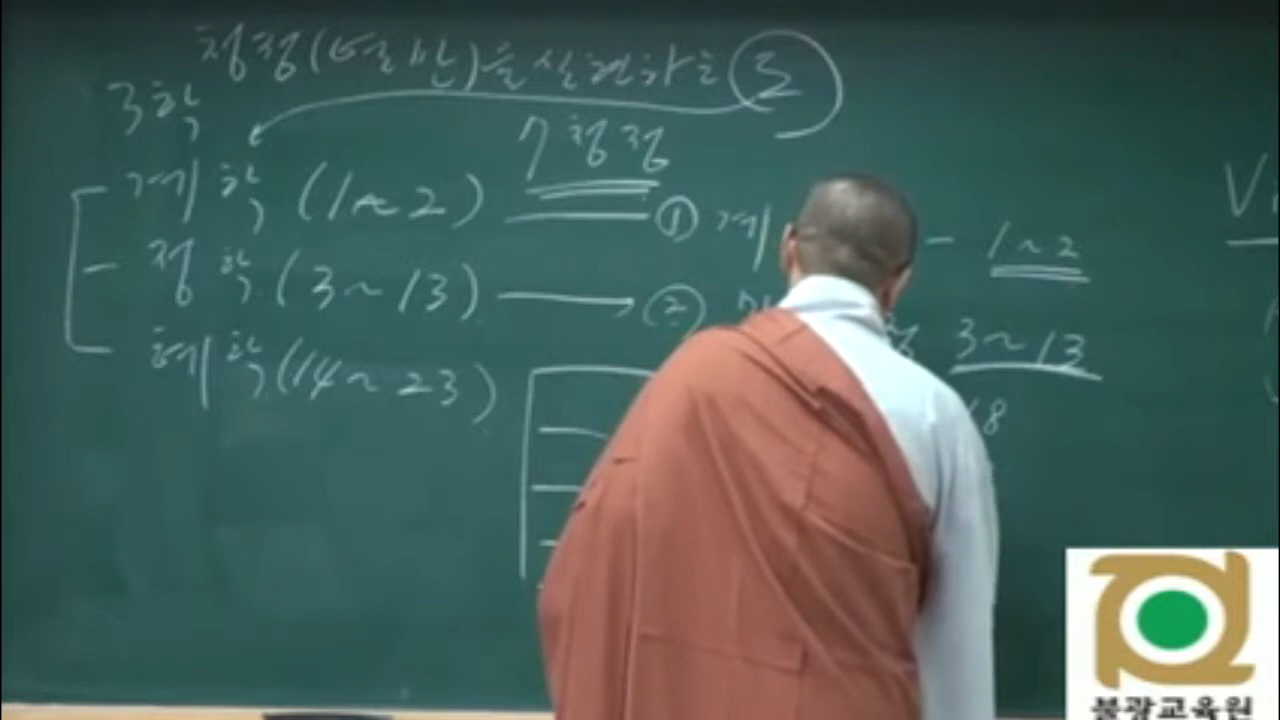 청정(열반)을 실현하는 도
3학
7청정
계학 (1~2) ① 계 - 1~2
정학 (3~13) ② 3~13
혜학 (14~23)
18
불광교육원